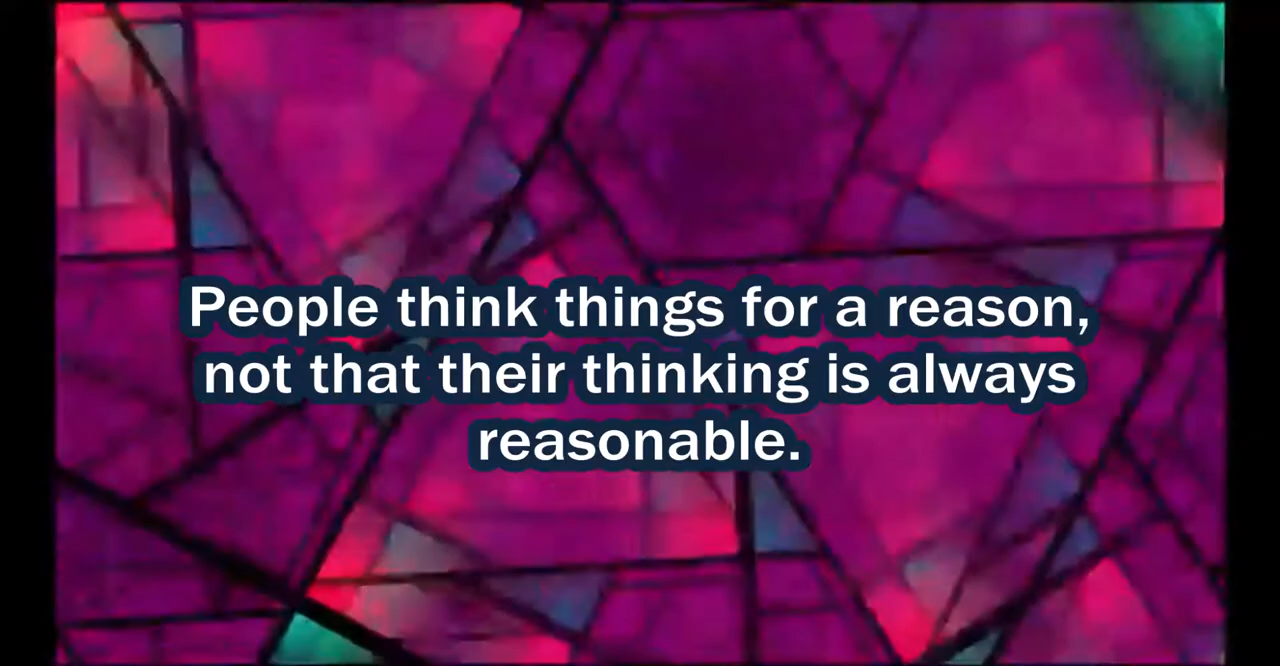 People think things for a reason,
not that their thinking is always
reasonable.